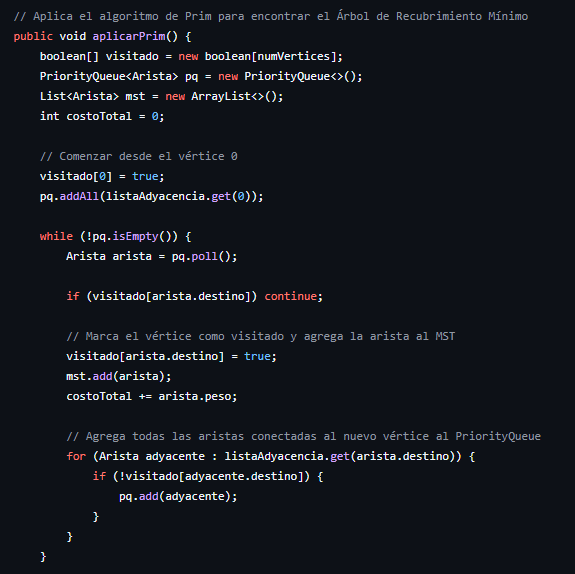 // Aplica el algoritmo de Prim para encontrar el Árbol de Recubrimiento Mínimo
public void aplicarPrim() {
    boolean[] visitado = new boolean[numVertices];
    PriorityQueue<Arista> pq = new PriorityQueue<>();
    List<Arista> mst = new ArrayList<>();
    int costoTotal = 0;

    // Comenzar desde el vértice 0
    visitado[0] = true;
    pq.addAll(listaAdyacencia.get(0));

    while (!pq.isEmpty()) {
        Arista arista = pq.poll();

        if (visitado[arista.destino]) continue;

        // Marca el vértice como visitado y agrega la arista al MST
        visitado[arista.destino] = true;
        mst.add(arista);
        costoTotal += arista.peso;

        // Agrega todas las aristas conectadas al nuevo vértice al PriorityQueue
        for (Arista adyacente : listaAdyacencia.get(arista.destino)) {
            if (!visitado[adyacente.destino]) {
                pq.add(adyacente);
            }
        }
    }